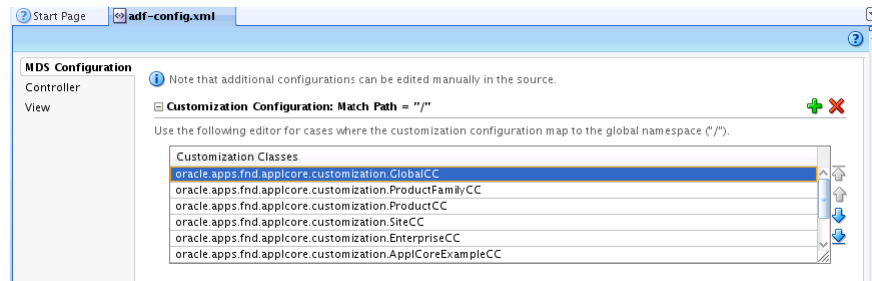 Start Page adf-config.xml
MDS Configuration
Controller
View
Note that additional configurations can be edited manually in the source.
Customization Configuration: Match Path = "/"
Use the following editor for cases where the customization configuration map to the global namespace ("/").
Customization Classes
oracle.apps.fnd.applcore.customization.GlobalCC
oracle.apps.fnd.applcore.customization.ProductFamilyCC
oracle.apps.fnd.applcore.customization.ProductCC
oracle.apps.fnd.applcore.customization.SiteCC
oracle.apps.fnd.applcore.customization.EnterpriseCC
oracle.apps.fnd.applcore.customization.ApplCoreExampleCC